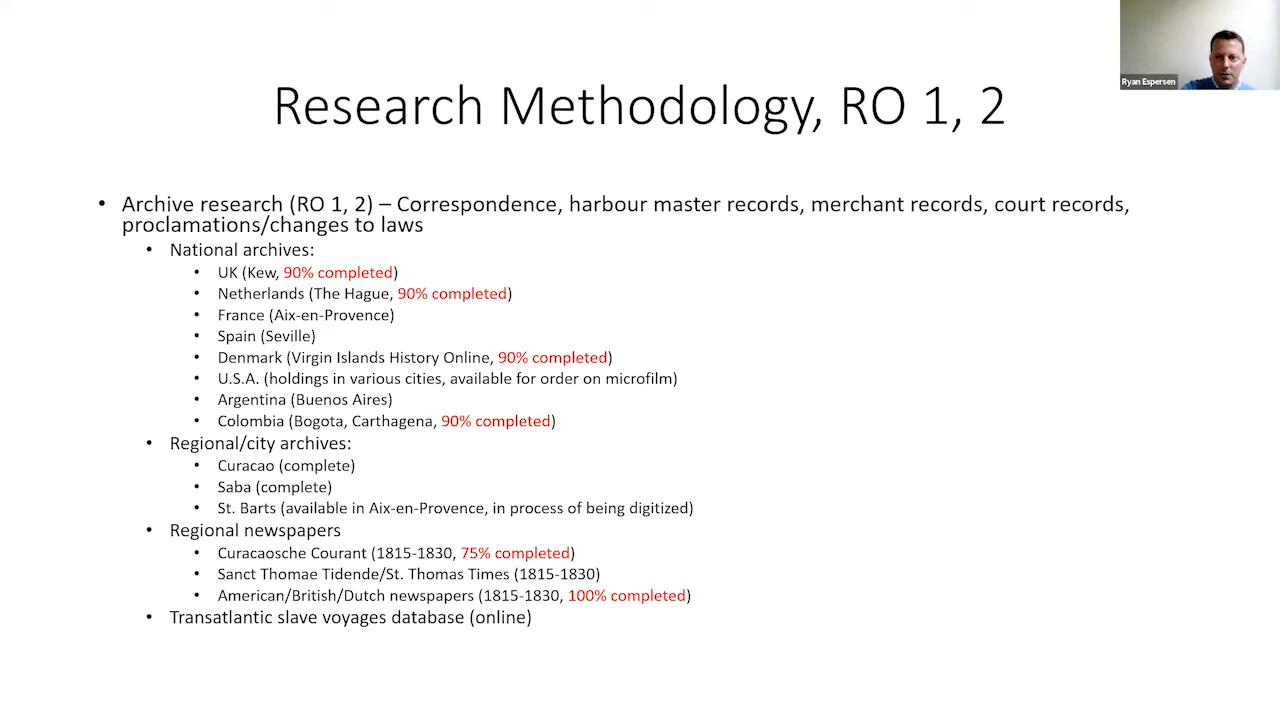 Ryan Espersen
Research Methodology, RO 1, 2
• Archive research (RO 1, 2) – Correspondence, harbour master records, merchant records, court records,
proclamations/changes to laws
• National archives:
• UK (Kew, 90% completed)
• Netherlands (The Hague, 90% completed)
• France (Aix-en-Provence)
• Spain (Seville)
• Denmark (Virgin Islands History Online, 90% completed)
• U.S.A. (holdings in various cities, available for order on microfilm)
• Argentina (Buenos Aires)
• Colombia (Bogota, Carthagena, 90% completed)
• Regional/city archives:
• Curacao (complete)
• Saba (complete)
• St. Barts (available in Aix-en-Provence, in process of being digitized)
• Regional newspapers
• Curacaosche Courant (1815-1830, 75% completed)
• Sanct Thomae Tidende/St. Thomas Times (1815-1830)
• American/British/Dutch newspapers (1815-1830, 100% completed)
• Transatlantic slave voyages database (online)